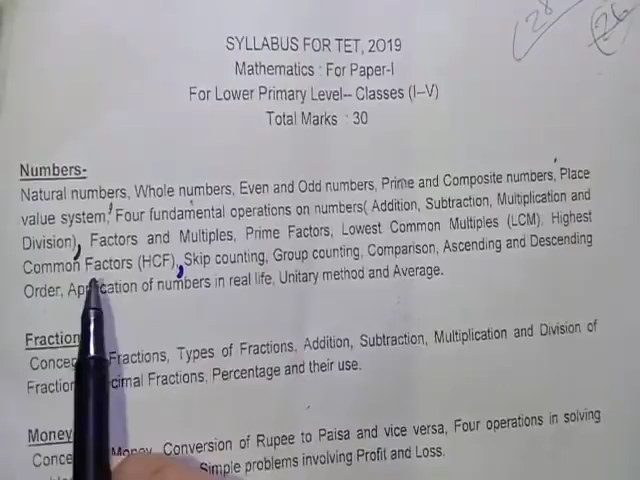 28
26
SYLLABUS FOR TET, 2019
Mathematics : For Paper-I
For Lower Primary Level– Classes (I–V)
Total Marks : 30
Numbers-
Natural numbers, Whole numbers, Even and Odd numbers, Prime and Composite numbers, Place
value system, Four fundamental operations on numbers( Addition, Subtraction, Multiplication and
Division), Factors and Multiples, Prime Factors, Lowest Common Multiples (LCM), Highest
Common Factors (HCF), Skip counting, Group counting, Comparison, Ascending and Descending
Order, Application of numbers in real life, Unitary method and Average.
Fraction
Concep Fractions, Types of Fractions, Addition, Subtraction, Multiplication and Division of
Fraction cimal Fractions, Percentage and their use.
Money
Conce Money, Conversion of Rupee to Paisa and vice versa, Four operations in solving
Simple problems involving Profit and Loss.